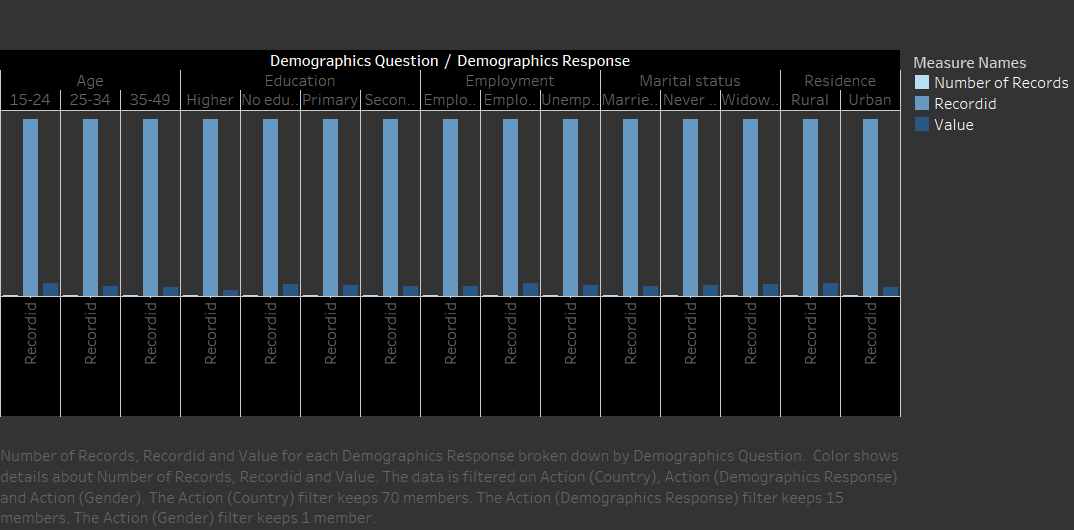 Demographics Question / Demographics Response
Age Education Employment Marital status Residence
15-24 25-34 35-49 Higher No edu.. Primary Secon.. Emplo.. Emplo.. Unemp.. Marrie.. Never .. Widow.. Rural Urban
Recordid Recordid Recordid Recordid Recordid Recordid Recordid Recordid Recordid Recordid Recordid Recordid Recordid Recordid Recordid
Measure Names
Number of Records
Recordid
Value
Number of Records, Recordid and Value for each Demographics Response broken down by Demographics Question.  Color shows
details about Number of Records, Recordid and Value. The data is filtered on Action (Country), Action (Demographics Response)
and Action (Gender). The Action (Country) filter keeps 70 members. The Action (Demographics Response) filter keeps 15
members. The Action (Gender) filter keeps 1 member.